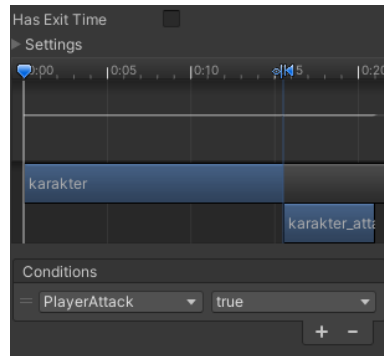 Has Exit Time
Settings
0:00 0:05 0:10 0:20
karakter
karakter_atta
Conditions
PlayerAttack true
+ -